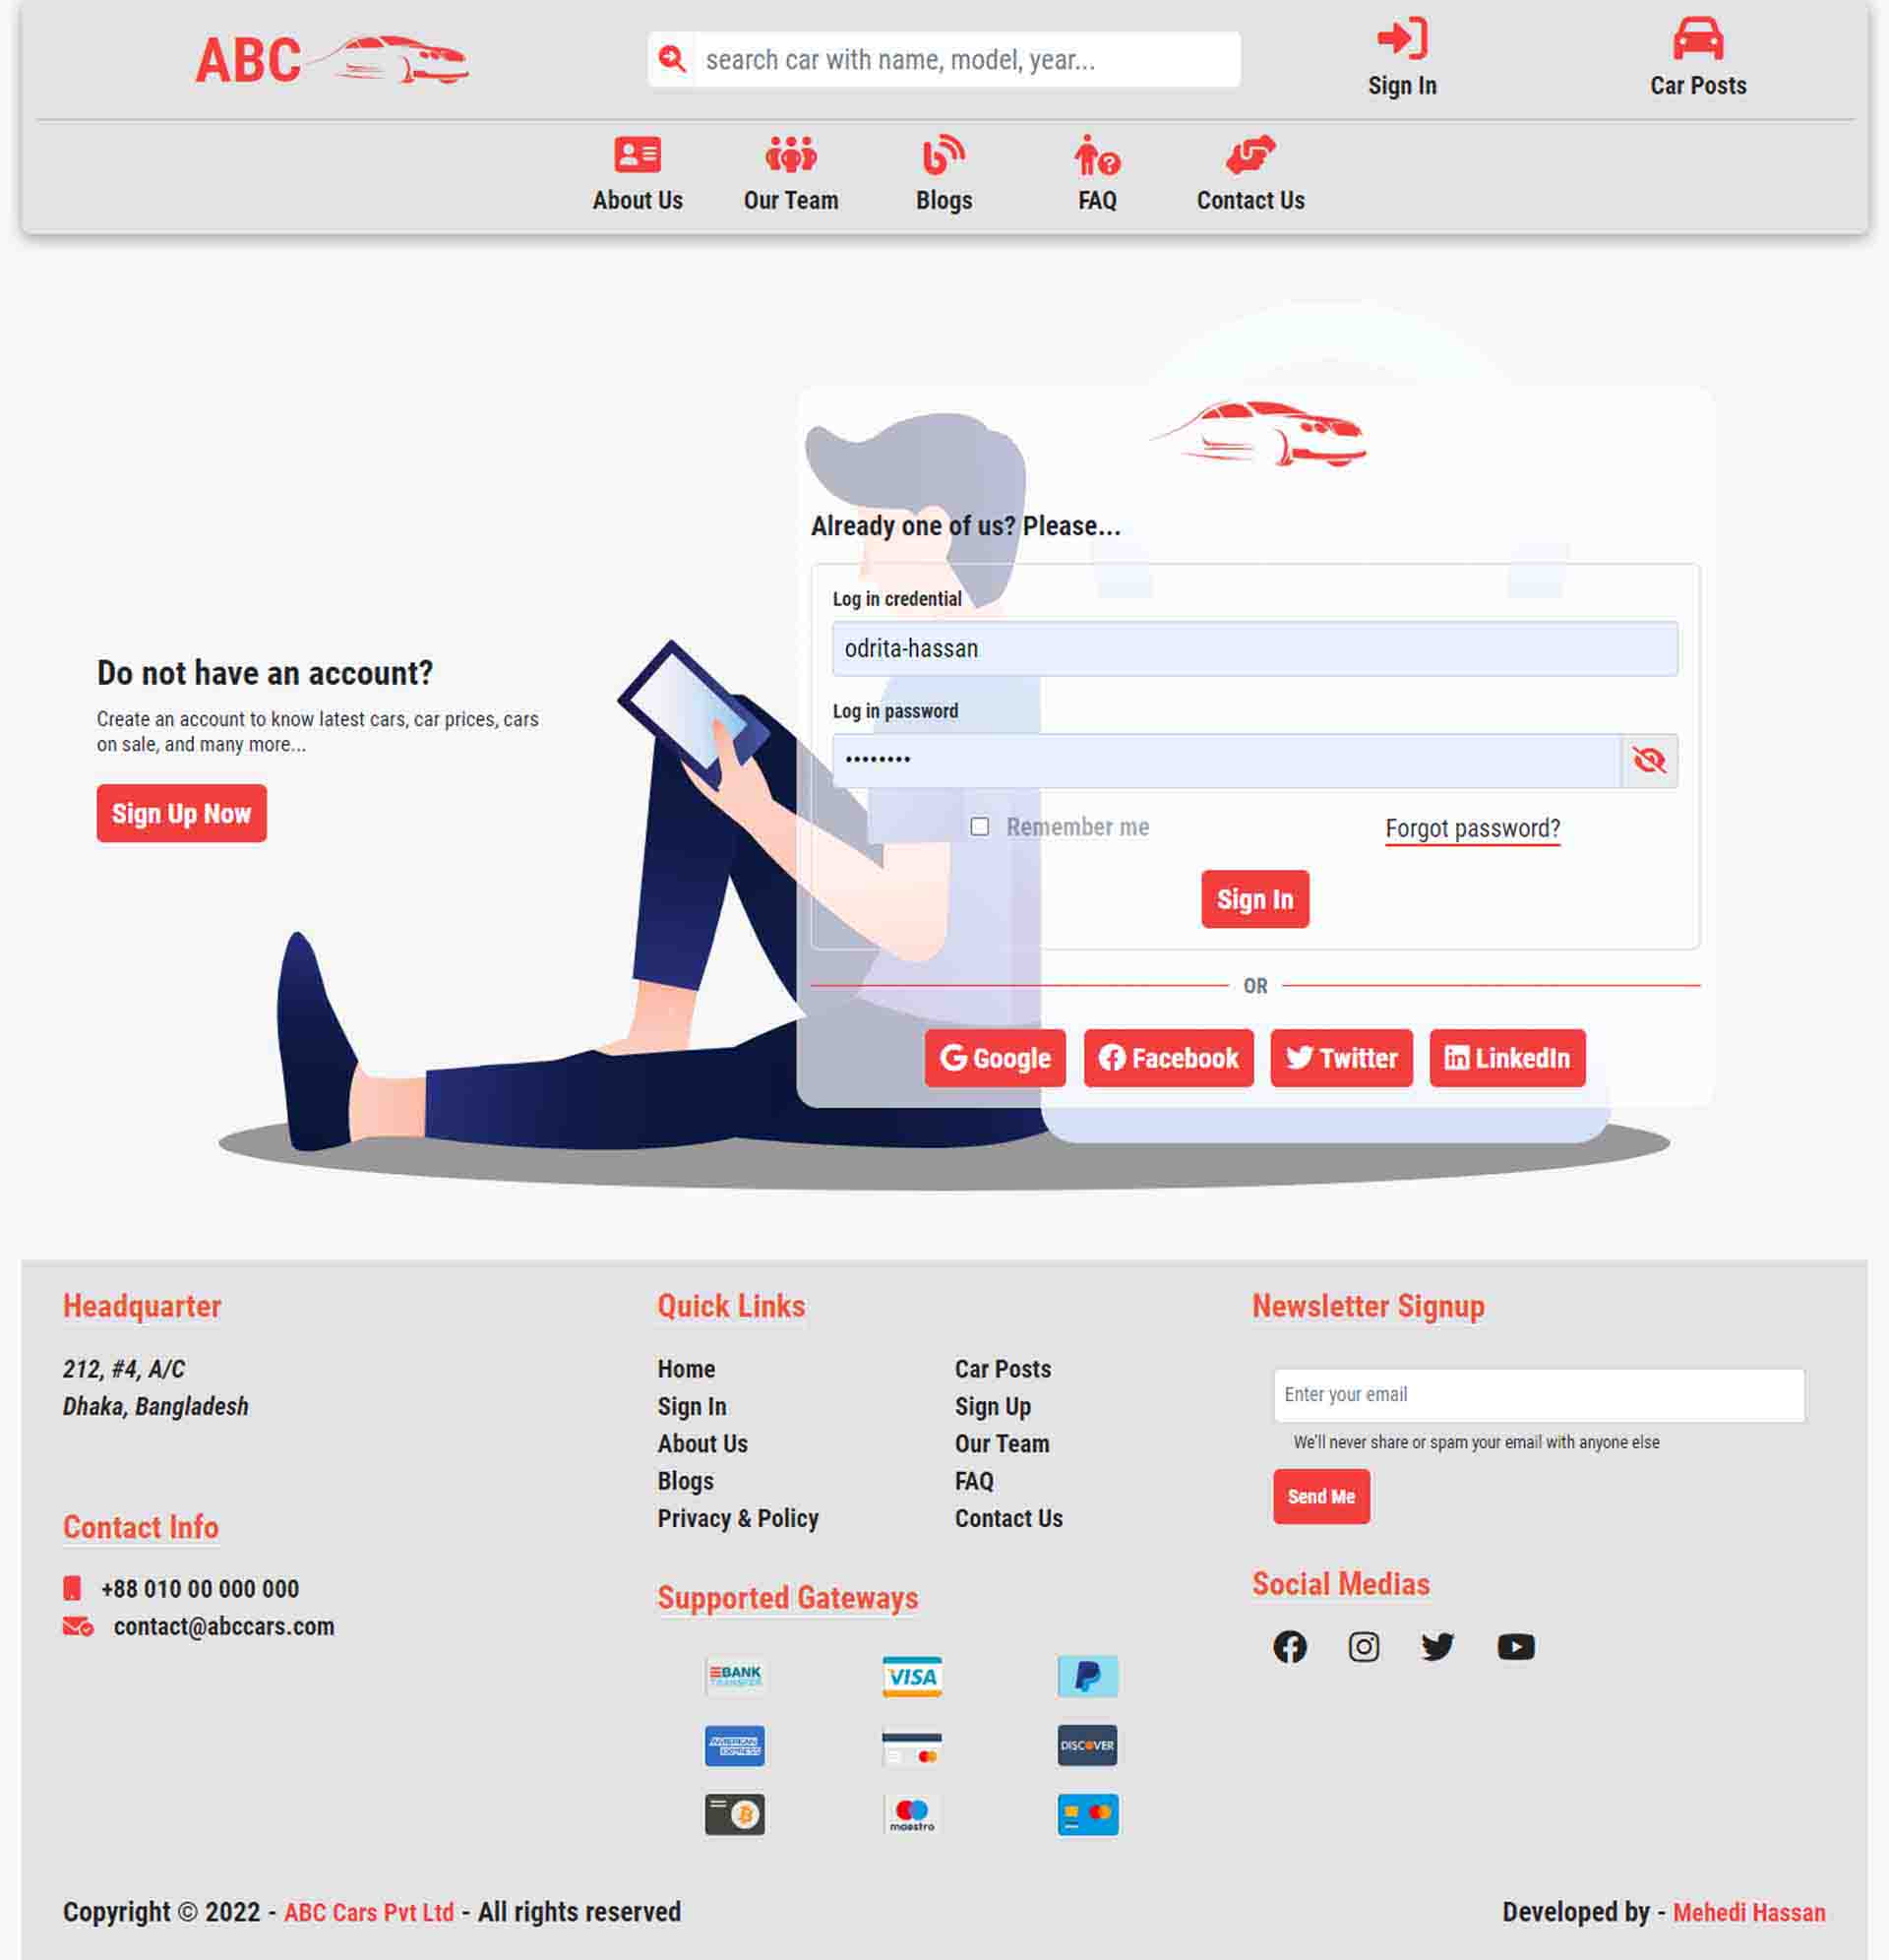 ABC
search car with name, model, year...
Sign In
Car Posts
About Us
Our Team
Blogs
FAQ
Contact Us
Already one of us? Please...
Log in credential
odrita-hassan
Log in password
••••••••
Remember me
Forgot password?
Sign In
Do not have an account?
Create an account to know latest cars, car prices, cars
on sale, and many more...
Sign Up Now
OR
Google
Facebook
Twitter
LinkedIn
Headquarter
212, #4, A/C
Dhaka, Bangladesh
Contact Info
+88 010 00 000 000
contact@abccars.com
Quick Links
Home
Sign In
About Us
Blogs
Privacy & Policy
Car Posts
Sign Up
Our Team
FAQ
Contact Us
Supported Gateways
BANK
TRANSFER
VISA
AMERICAN
EXPRESS
DISCOVER
maestro
Newsletter Signup
Enter your email
We'll never share or spam your email with anyone else
Send Me
Social Medias
Copyright © 2022 - ABC Cars Pvt Ltd - All rights reserved
Developed by - Mehedi Hassan